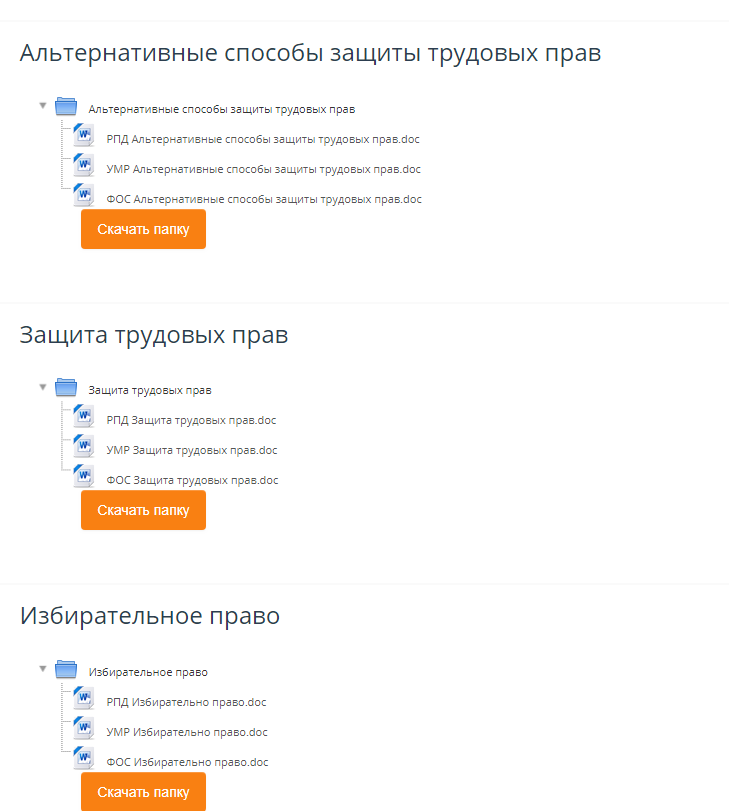 Альтернативные способы защиты трудовых прав
Альтернативные способы защиты трудовых прав
РПД Альтернативные способы защиты трудовых прав.doc
УМР Альтернативные способы защиты трудовых прав.doc
ФОС Альтернативные способы защиты трудовых прав.doc
Скачать папку
Защита трудовых прав
Защита трудовых прав
РПД Защита трудовых прав.doc
УМР Защита трудовых прав.doc
ФОС Защита трудовых прав.doc
Скачать папку
Избирательное право
Избирательное право
РПД Избирательно право.doc
УМР Избирательно право.doc
ФОС Избирательно право.doc
Скачать папку